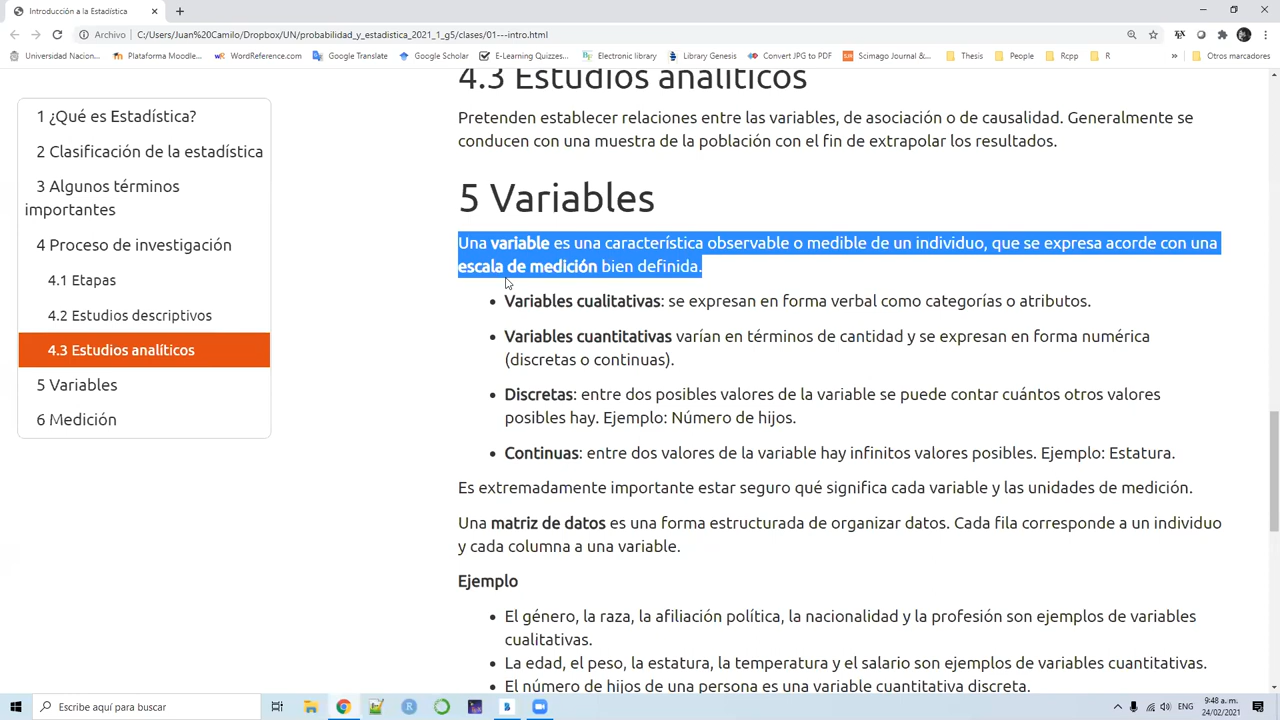 Introducción a la Estadística
Archivo
C:/Users/Juan%20Camilo/Dropbox/UN/probabilidad_y_estadistica_2021_1_g5/clases/01---intro.html
Universidad Nacion...
Plataforma Moodle...
WordReference.com
Google Translate
Google Scholar
E-Learning Quizzes...
Electronic library
Library Genesis
Convert JPG to PDF
Scimago Journal &...
Thesis
People
Rcpp
R
Otros marcadores
1 ¿Qué es Estadística?
2 Clasificación de la estadística
3 Algunos términos
importantes
4 Proceso de investigación
4.1 Etapas
4.2 Estudios descriptivos
4.3 Estudios analíticos
5 Variables
6 Medición
4.3 Estudios analíticos
Pretenden establecer relaciones entre las variables, de asociación o de causalidad. Generalmente se
conducen con una muestra de la población con el fin de extrapolar los resultados.
5 Variables
Una variable es una característica observable o medible de un individuo, que se expresa acorde con una
escala de medición bien definida.
• Variables cualitativas: se expresan en forma verbal como categorías o atributos.
• Variables cuantitativas varían en términos de cantidad y se expresan en forma numérica
(discretas o continuas).
• Discretas: entre dos posibles valores de la variable se puede contar cuántos otros valores
posibles hay. Ejemplo: Número de hijos.
• Continuas: entre dos valores de la variable hay infinitos valores posibles. Ejemplo: Estatura.
Es extremadamente importante estar seguro qué significa cada variable y las unidades de medición.
Una matriz de datos es una forma estructurada de organizar datos. Cada fila corresponde a un individuo
y cada columna a una variable.
Ejemplo
• El género, la raza, la afiliación política, la nacionalidad y la profesión son ejemplos de variables
cualitativas.
• La edad, el peso, la estatura, la temperatura y el salario son ejemplos de variables cuantitativas.
• El número de hijos de una persona es una variable cuantitativa discreta.
Escribe aquí para buscar
ENG
9:48 a. m.
24/02/2021